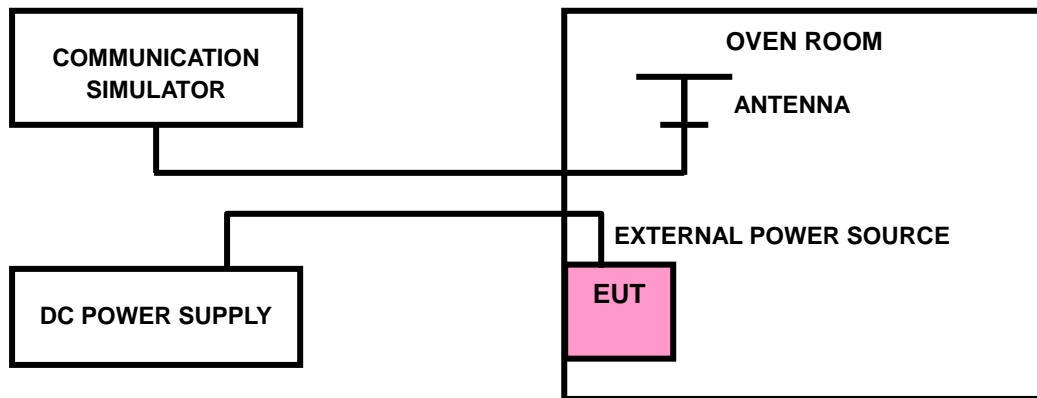 COMMUNICATION
SIMULATOR
OVEN ROOM
ANTENNA
EXTERNAL POWER SOURCE
EUT
DC POWER SUPPLY